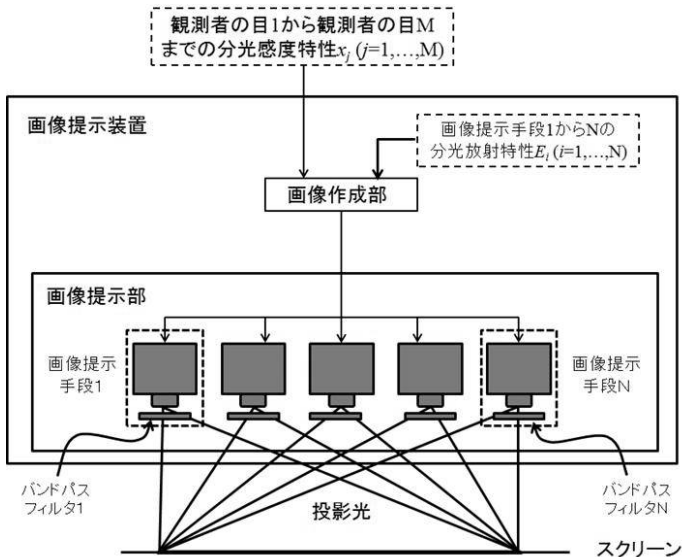 観測者の目1から観測者の目M
までの分光感度特性xj (j=1,…,M)
画像提示装置
画像提示手段1からNの
分光放射特性Ei (i=1,…,N)
画像作成部
画像提示部
画像提示
手段1
画像提示
手段N
バンドパス
フィルタ1
投影光
バンドパス
フィルタN
スクリーン